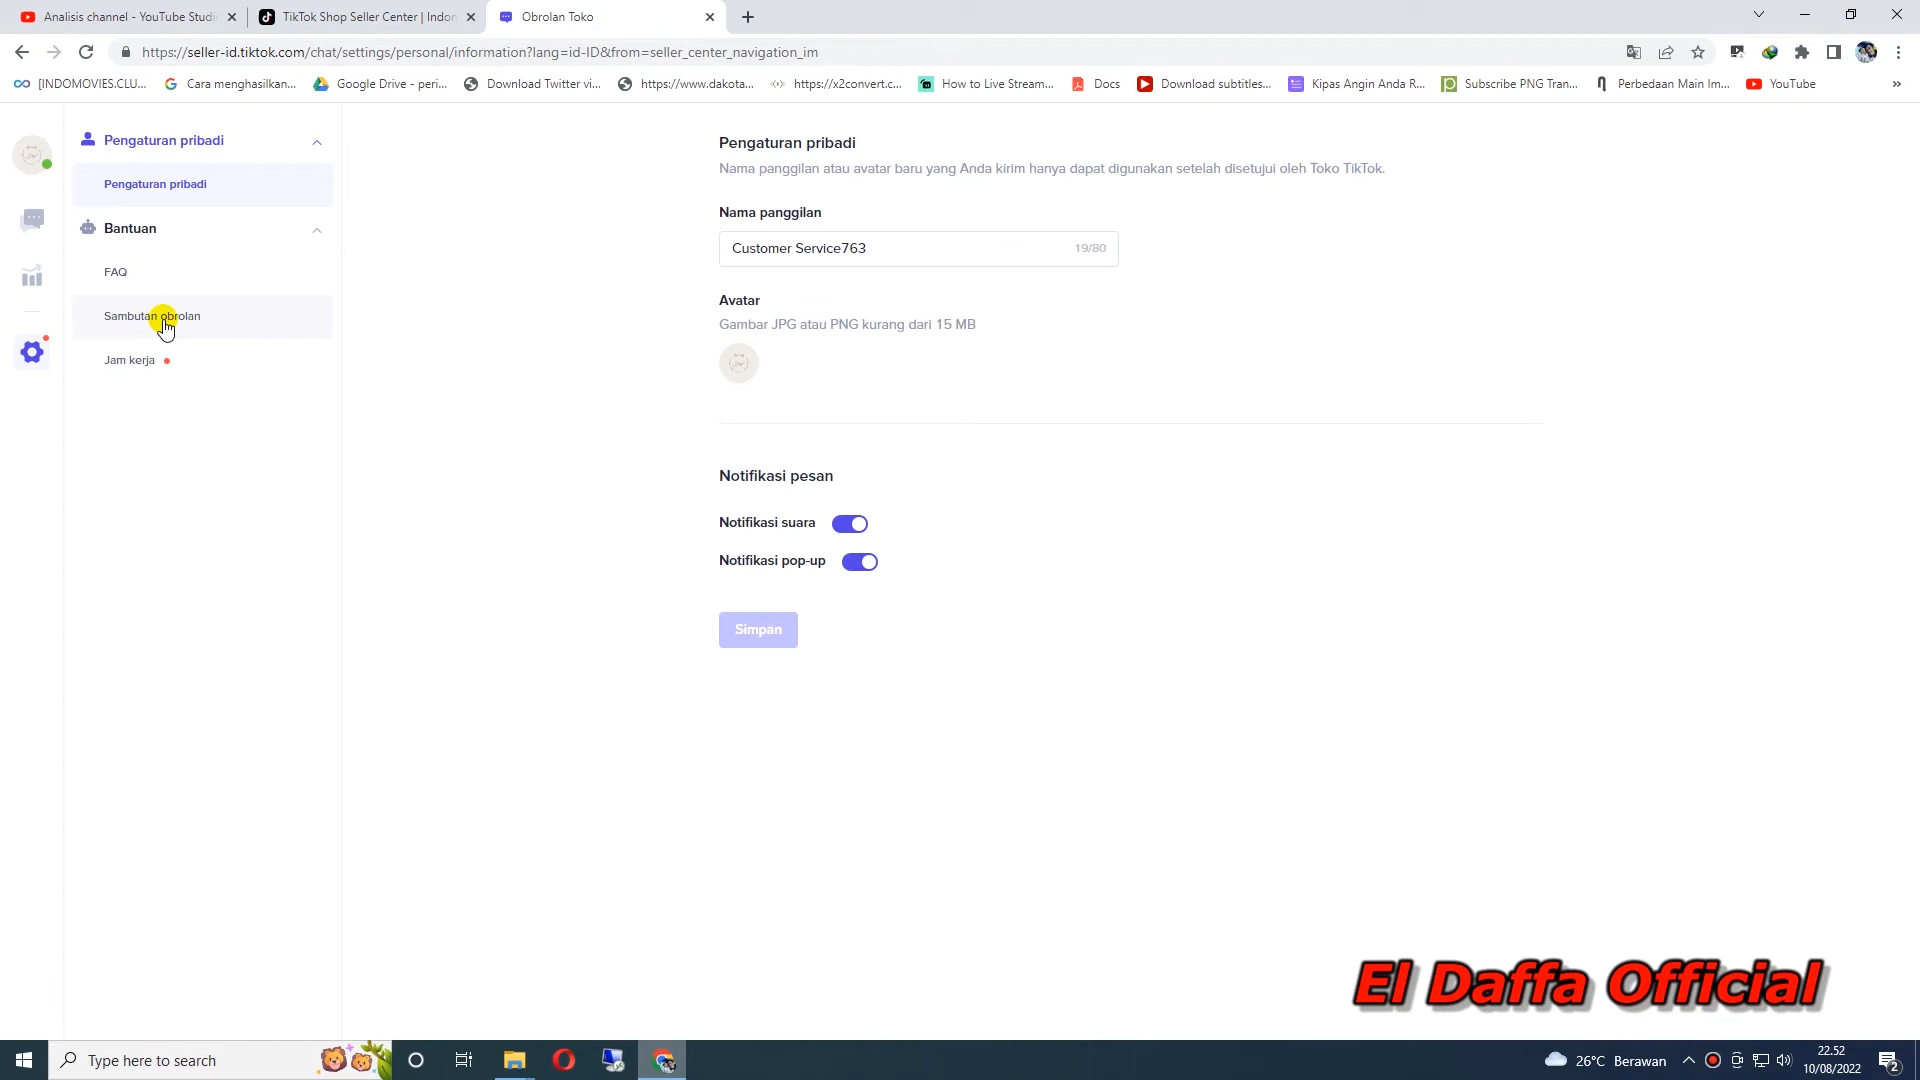 Analisis channel - YouTube Studi
TikTok Shop Seller Center | Indon
Obrolan Toko
https://seller-id.tiktok.com/chat/settings/personal/information?lang=id-ID&from=seller_center_navigation_im
[INDOMOVIES.CLU...
Cara menghasilkan...
Google Drive - peri...
Download Twitter vi...
https://www.dakota...
https://x2convert.c...
How to Live Stream...
Docs
Download subtitles...
Kipas Angin Anda R...
Subscribe PNG Tran...
Perbedaan Main Im...
YouTube
»
Pengaturan pribadi
Pengaturan pribadi
Bantuan
FAQ
Sambutan obrolan
Jam kerja
Pengaturan pribadi
Nama panggilan atau avatar baru yang Anda kirim hanya dapat digunakan setelah disetujui oleh Toko TikTok.
Nama panggilan
Customer Service763
19/80
Avatar
Gambar JPG atau PNG kurang dari 15 MB
Notifikasi pesan
Notifikasi suara
Notifikasi pop-up
Simpan
El Daffa Official
Type here to search
26°C Berawan
22.52
10/08/2022
2